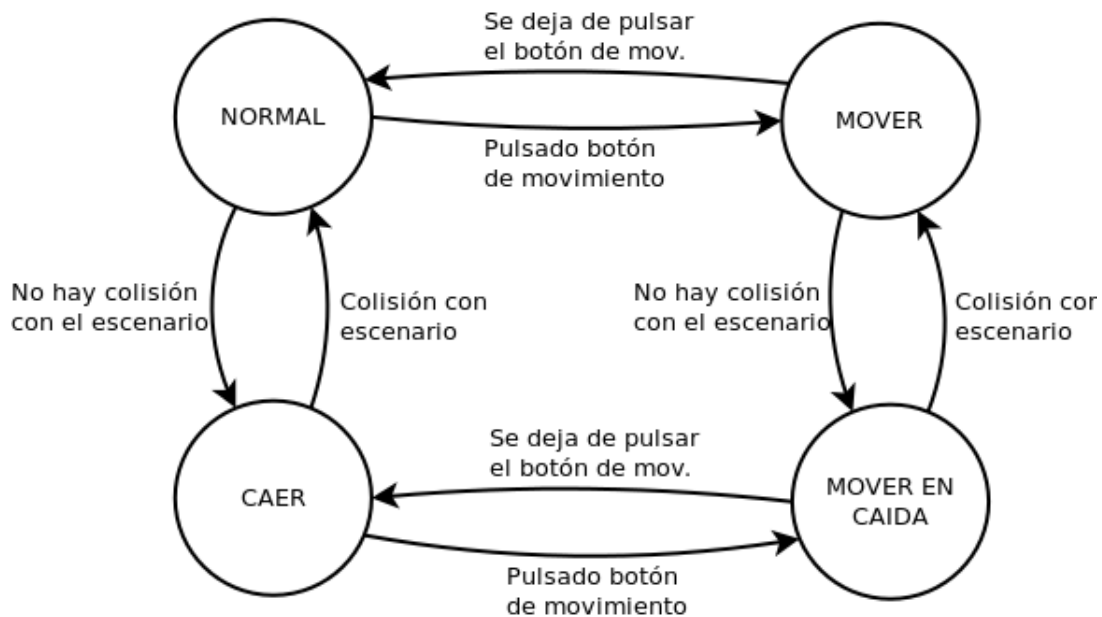 Se deja de pulsar
el botón de mov.
NORMAL
MOVER
Pulsado botón
de movimiento
No hay colisión
con el escenario
Colisión con
escenario
No hay colisión
con el escenario
Colisión con
escenario
Se deja de pulsar
el botón de mov.
CAER
MOVER EN
CAIDA
Pulsado botón
de movimiento